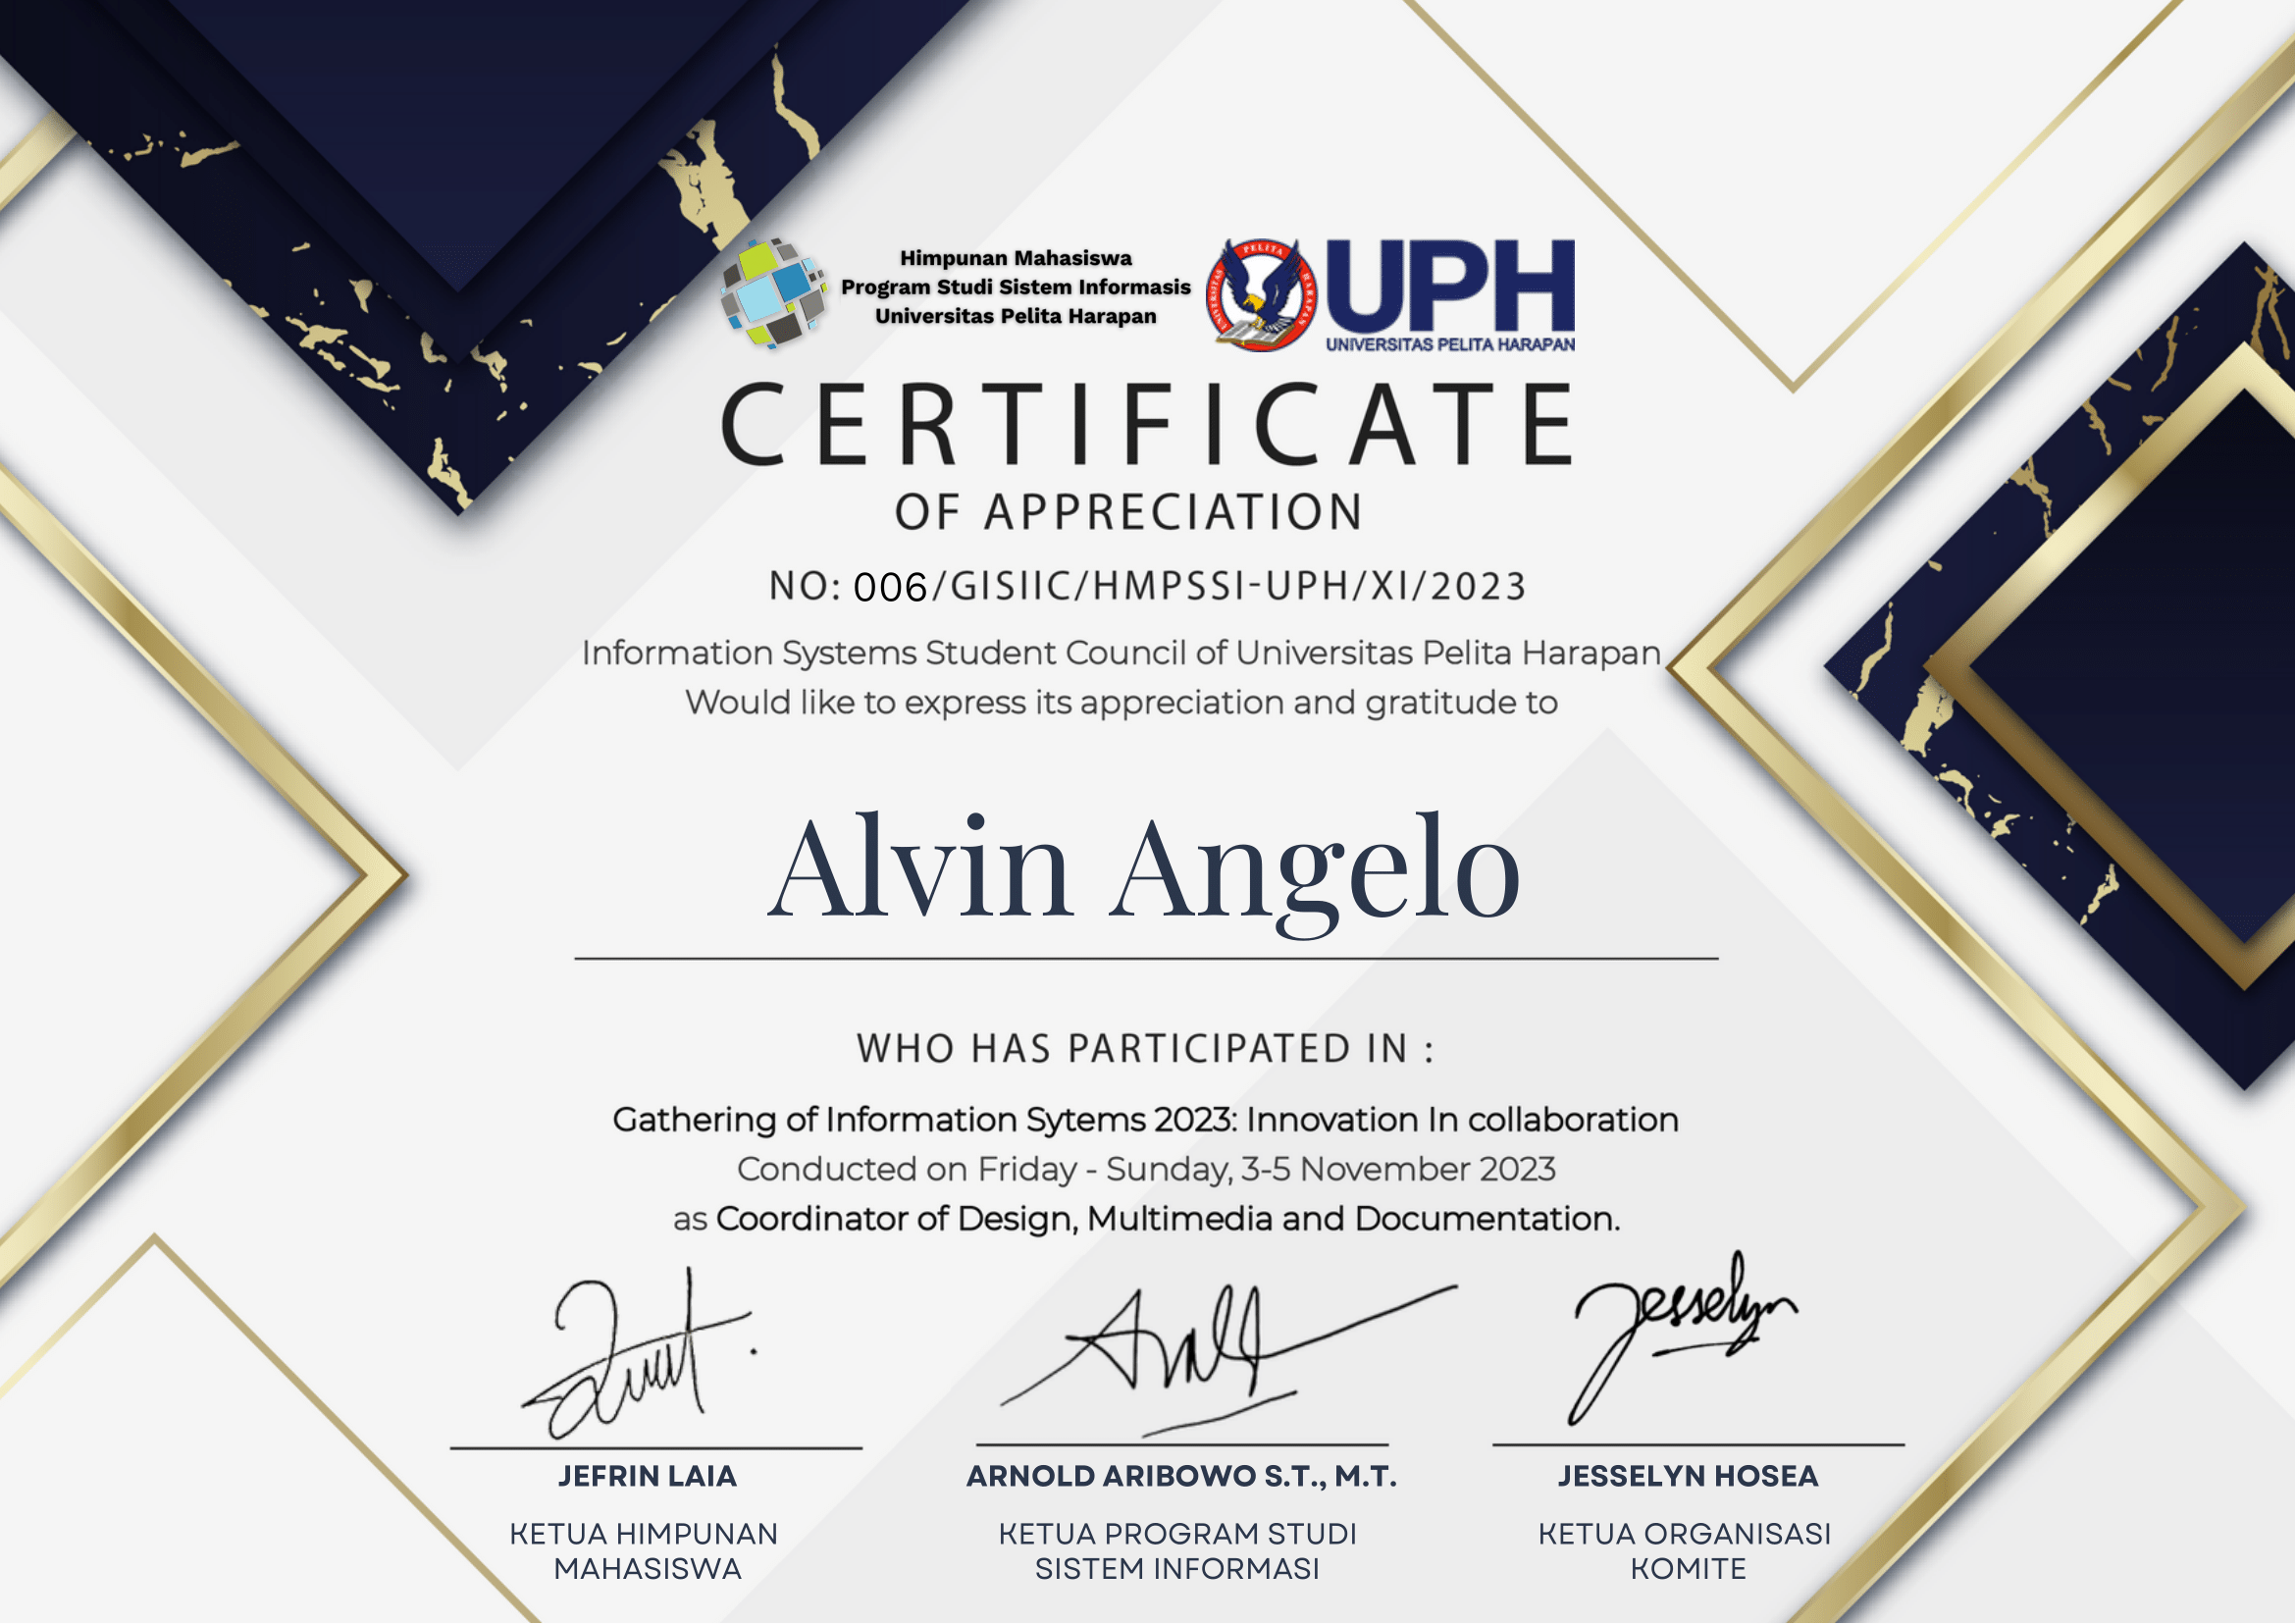 Himpunan Mahasiswa
Program Studi Sistem Informasis
Universitas Pelita Harapan
UNIVERSITAS PELITA HARAPAN
UPH
UNIVERSITAS PELITA HARAPAN
CERTIFICATE
OF APPRECIATION
NO: 006/GISIIC/HMPSSI-UPH/XI/2023
Information Systems Student Council of Universitas Pelita Harapan
Would like to express its appreciation and gratitude to
Alvin Angelo
WHO HAS PARTICIPATED IN :
Gathering of Information Sytems 2023: Innovation In collaboration
Conducted on Friday - Sunday, 3-5 November 2023
as Coordinator of Design, Multimedia and Documentation.
Jesselyn
JEFRIN LAIA
ARNOLD ARIBOWO S.T., M.T.
JESSELYN HOSEA
KETUA HIMPUNAN
MAHASISWA
KETUA PROGRAM STUDI
SISTEM INFORMASI
KETUA ORGANISASI
KOMITE